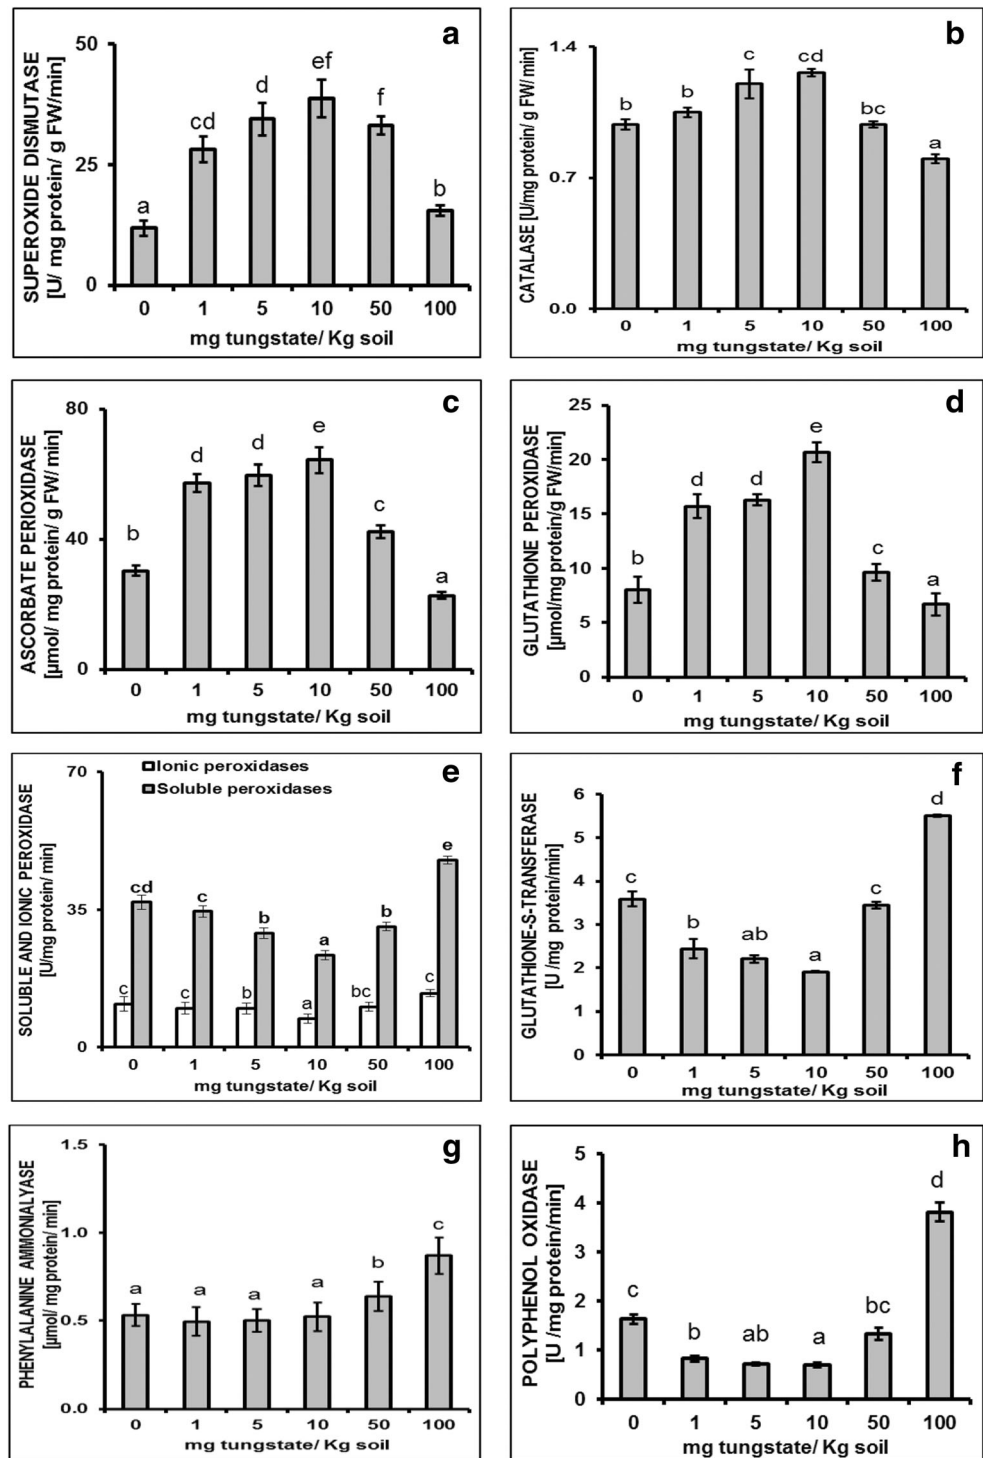 a
SUPEROXIDE DISMUTASE
[U/ mg protein/ g FW/min]
50
25
0
a
cd
d
ef
f
b
0 1 5 10 50 100
mg tungstate/ Kg soil
b
CATALASE [U/mg protein/ g FW/ min]
1.4
0.7
0.0
b
b
c
cd
bc
a
0 1 5 10 50 100
mg tungstate/ Kg soil
c
ASCORBATE PERIOXIDASE
[µmol/ mg protein/ g FW/ min]
80
40
0
b
d
d
e
c
a
0 1 5 10 50 100
mg tungstate/ Kg soil
d
GLUTATHIONE PEROXIDASE
[µmol/mg protein/g FW/min]
25
20
15
10
5
0
b
d
d
e
c
a
0 1 5 10 50 100
mg tungstate/ Kg soil
e
Ionic peroxidases
Soluble peroxidases
SOLUBLE AND IONIC PEROXIDASE
[U/mg protein/ min]
70
35
0
c
cd
c
c
b
b
a
a
bc
b
c
e
0 1 5 10 50 100
mg tungstate/ Kg soil
f
GLUTATHIONE-S-TRANSFERASE
[U /mg protein/min]
6
5
4
3
2
1
0
c
b
ab
a
c
d
0 1 5 10 50 100
mg tungstate/ Kg soil
g
PHENYLALANINE AMMONIALYASE
[µmol/ mg protein/ min]
1.5
1.0
0.5
0.0
a
a
a
a
b
c
0 1 5 10 50 100
mg tungstate/ Kg soil
h
POLYPHENOL OXIDASE
[U /mg protein/min]
5
4
3
2
1
0
c
b
ab
a
bc
d
0 1 5 10 50 100
mg tungstate/ Kg soil